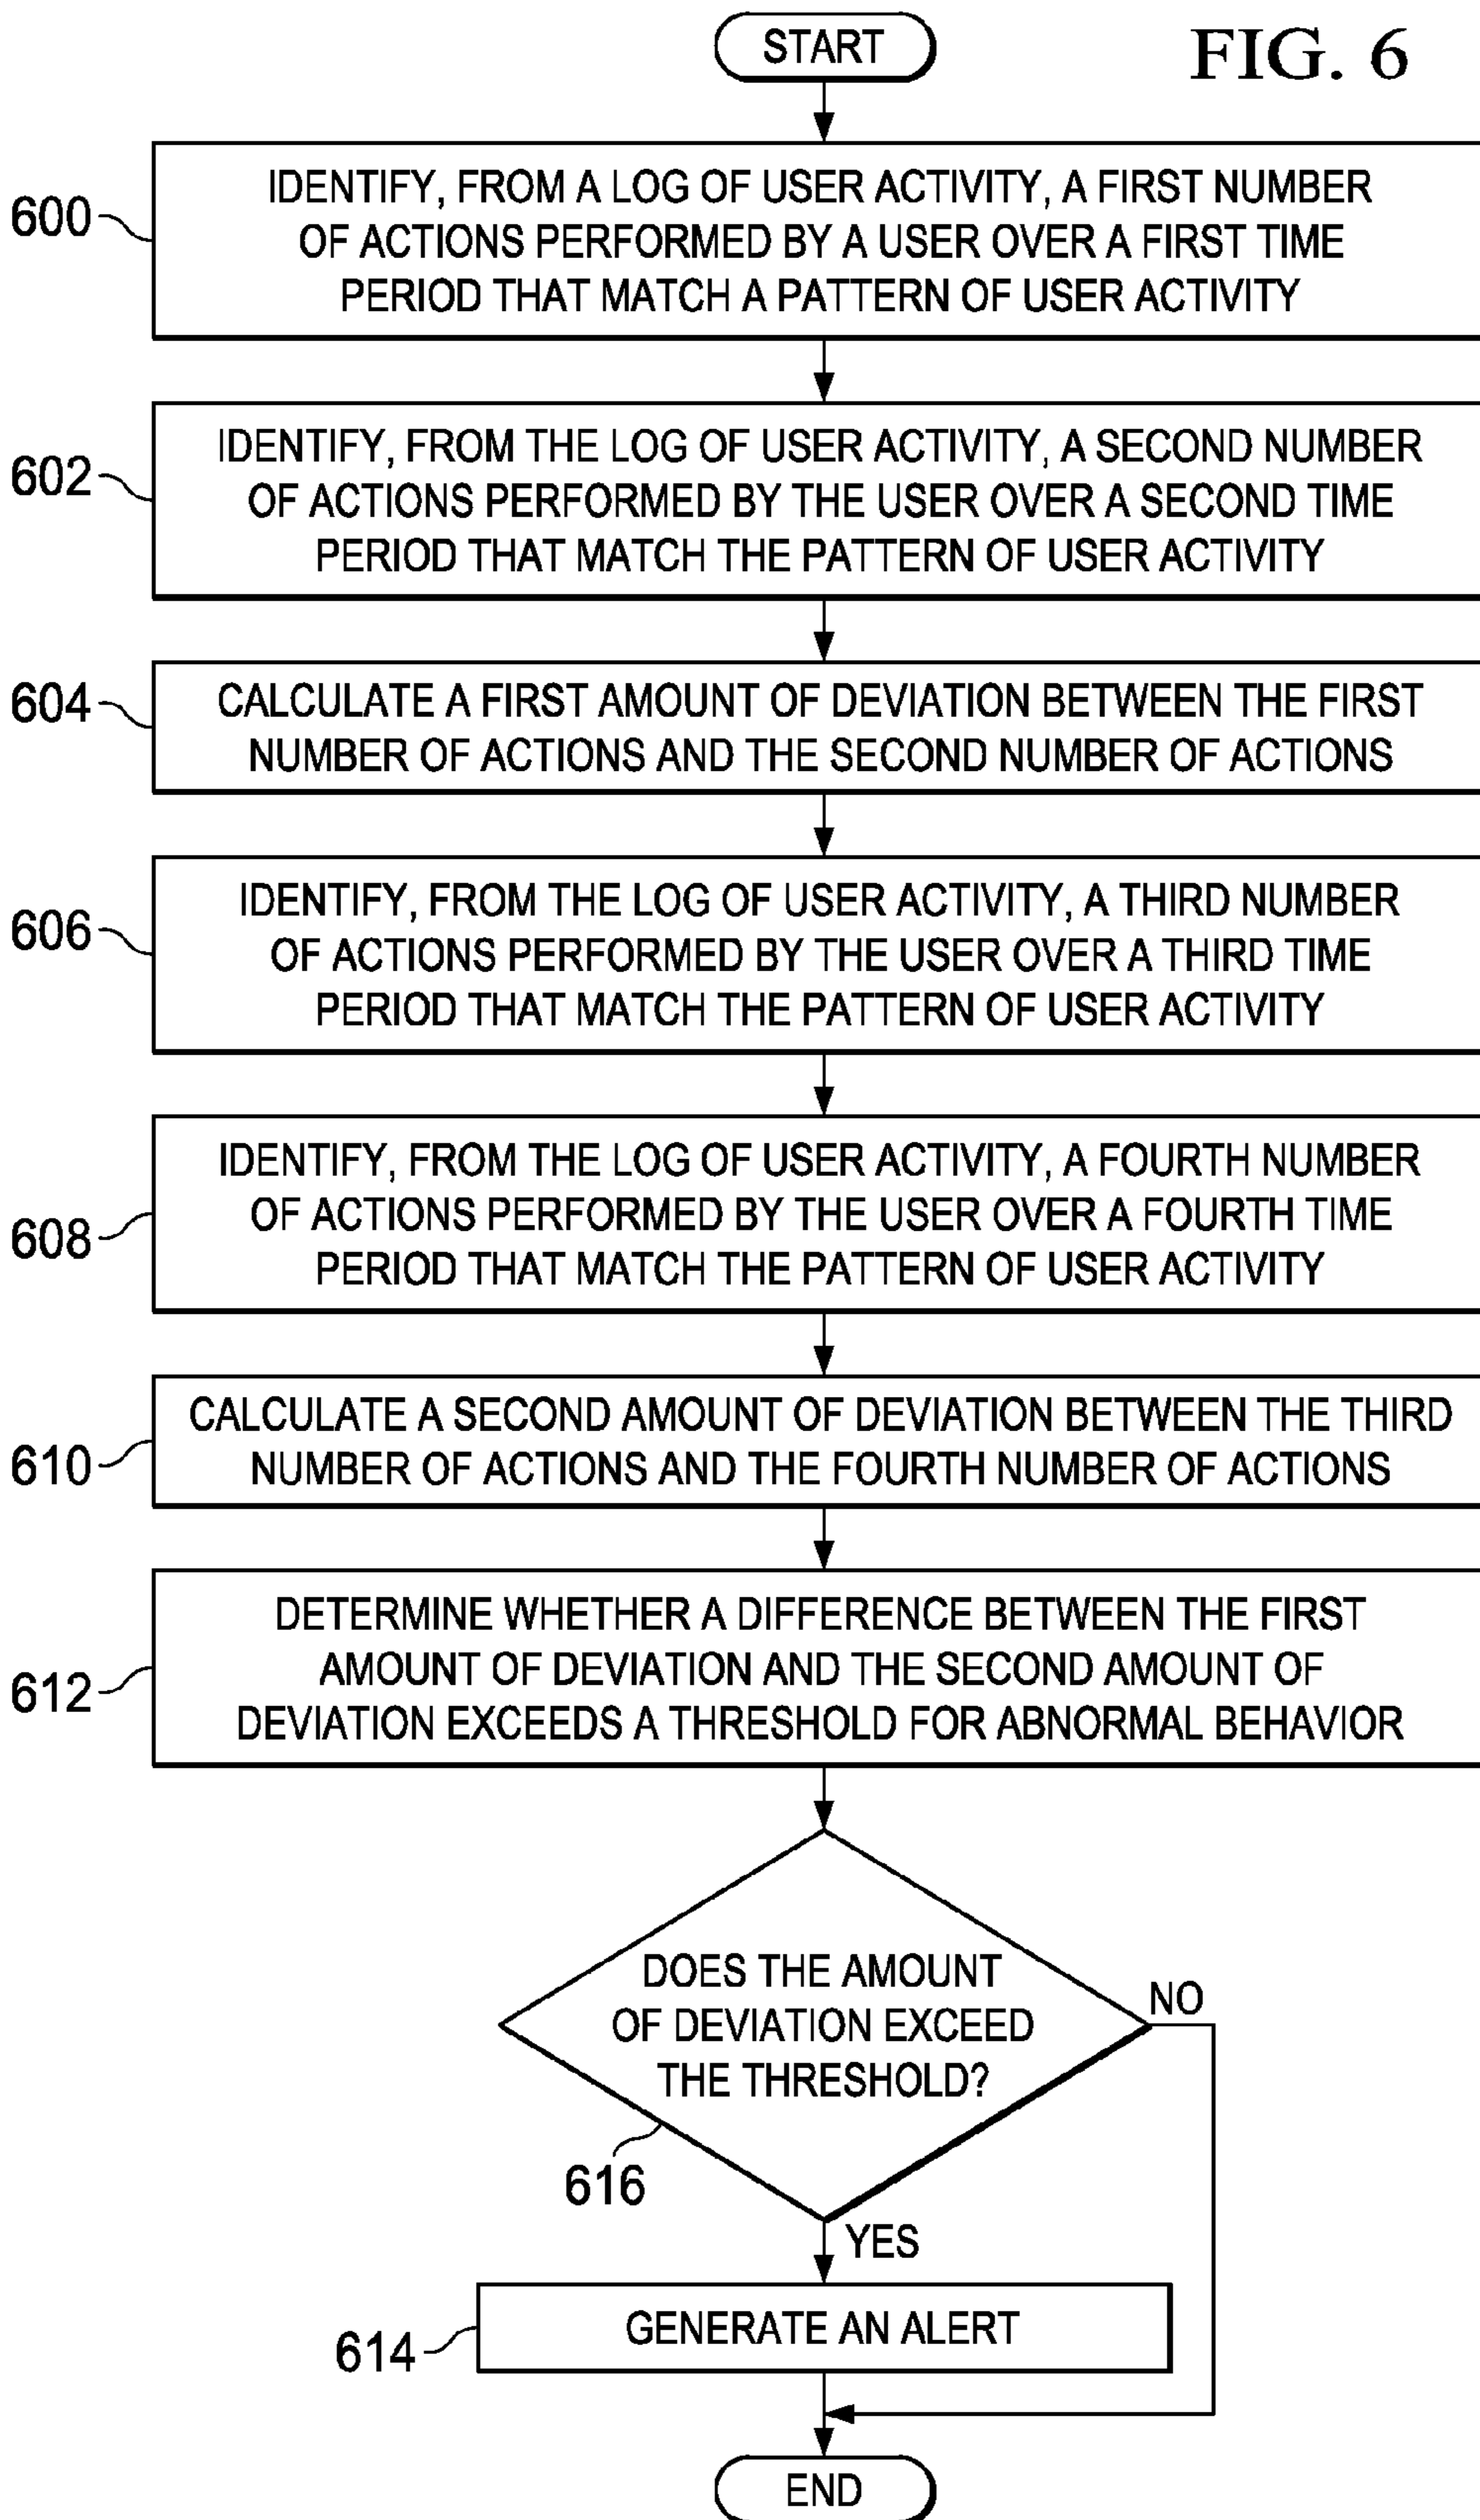 START
FIG. 6
600
IDENTIFY, FROM A LOG OF USER ACTIVITY, A FIRST NUMBER
OF ACTIONS PERFORMED BY A USER OVER A FIRST TIME
PERIOD THAT MATCH A PATTERN OF USER ACTIVITY
602
IDENTIFY, FROM THE LOG OF USER ACTIVITY, A SECOND NUMBER
OF ACTIONS PERFORMED BY THE USER OVER A SECOND TIME
PERIOD THAT MATCH THE PATTERN OF USER ACTIVITY
604
CALCULATE A FIRST AMOUNT OF DEVIATION BETWEEN THE FIRST
NUMBER OF ACTIONS AND THE SECOND NUMBER OF ACTIONS
606
IDENTIFY, FROM THE LOG OF USER ACTIVITY, A THIRD NUMBER
OF ACTIONS PERFORMED BY THE USER OVER A THIRD TIME
PERIOD THAT MATCH THE PATTERN OF USER ACTIVITY
608
IDENTIFY, FROM THE LOG OF USER ACTIVITY, A FOURTH NUMBER
OF ACTIONS PERFORMED BY THE USER OVER A FOURTH TIME
PERIOD THAT MATCH THE PATTERN OF USER ACTIVITY
610
CALCULATE A SECOND AMOUNT OF DEVIATION BETWEEN THE THIRD
NUMBER OF ACTIONS AND THE FOURTH NUMBER OF ACTIONS
612
DETERMINE WHETHER A DIFFERENCE BETWEEN THE FIRST
AMOUNT OF DEVIATION AND THE SECOND AMOUNT OF
DEVIATION EXCEEDS A THRESHOLD FOR ABNORMAL BEHAVIOR
DOES THE AMOUNT
OF DEVIATION EXCEED
THE THRESHOLD?
NO
616
YES
614
GENERATE AN ALERT
END